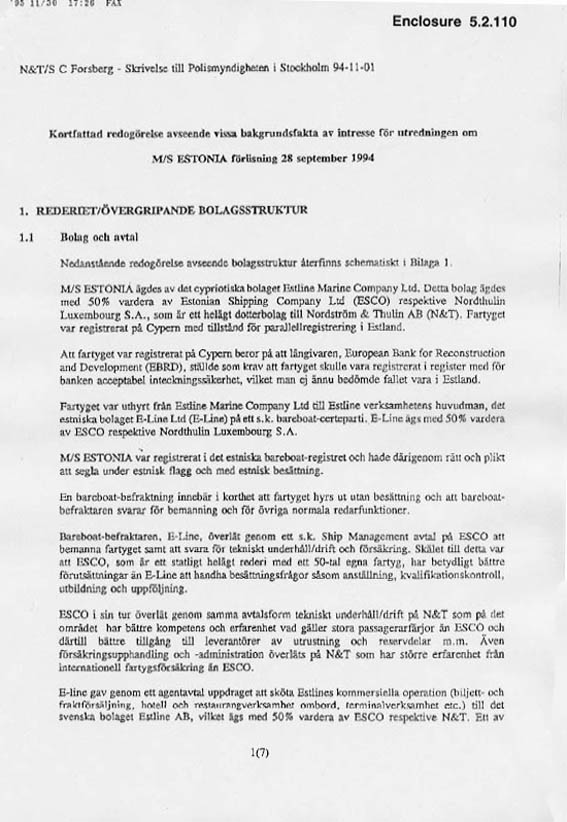 '95 11/30 17:26 FAX
Enclosure 5.2.110
N&T/S C Forsberg - Skrivelse till Polismyndigheten i Stockholm 94-11-01
Kortfattad redogörelse avseende vissa bakgrundsfakta av intresse för utredningen om
M/S ESTONIA förlisning 28 september 1994
1. REDERIET/ÖVERGRIPANDE BOLAGSSTRUKTUR
1.1 Bolag och avtal
Nedanstående redogörelse avseende bolagsstruktur återfinns schematiskt i Bilaga 1.
M/S ESTONIA ägdes av det cypriotiska bolaget Estline Marine Company Ltd. Detta bolag ägdes
med 50% vardera av Estonian Shipping Company Ltd (ESCO) respektive Nordthulin
Luxembourg S.A., som är ett helägt dotterbolag till Nordström & Thulin AB (N&T). Fartyget
var registrerat på Cypern med tillstånd för parallellregistrering i Estland.
Att fartyget var registrerat på Cypern beror på att långivaren, European Bank for Reconstruction
and Development (EBRD), ställde som krav att fartyget skulle vara registrerat i register med för
banken acceptabel inteckningssäkerhet, vilket man ej ännu bedömde fallet vara i Estland.
Fartyget var uthyrt från Estline Marine Company Ltd till Estline verksamhetens huvudman, det
estniska bolaget E-Line Ltd (E-Line) på ett s.k. bareboat-certeparti. E-Line ägs med 50% vardera
av ESCO respektive Nordthulin Luxembourg S.A.
M/S ESTONIA var registrerat i det estniska bareboat-registret och hade därigenom rätt och plikt
att segla under estnisk flagg och med estnisk besättning.
En bareboat-befraktning innebär i korthet att fartyget hyrs ut utan besättning och att bareboat-
befraktaren svarar för bemanning och för övriga normala redarfunktioner.
Bareboat-befraktaren, E-Line, överlät genom ett s.k. Ship Management avtal på ESCO att
bemanna fartyget samt att svara för tekniskt underhåll/drift och försäkring. Skälet till detta var
att ESCO, som är ett statligt helägt rederi med ett 50-tal egna fartyg, har betydligt bättre
förutsättningar än E-Line att handha besättningsfrågor såsom anställning, kvalifikationskontroll,
utbildning och uppföljning.
ESCO i sin tur överlät genom samma avtalsform tekniskt underhåll/drift på N&T som på det
området har bättre kompetens och erfarenhet vad gäller stora passagerarfärjor än ESCO och
därtill bättre tillgång till leverantörer av utrustning och reservdelar m.m. Även
försäkringsupphandling och -administration överläts på N&T som har större erfarenhet från
internationell fartygsförsäkring än ESCO.
E-line gav genom ett agentavtal uppdraget att sköta Estlines kommersiella operation (biljett- och
fraktförsäljning, hotell och restaurangverksamhet ombord, terminalverksamhet etc.) till det
svenska bolaget Estline AB, vilket ägs med 50% vardera av ESCO respektive N&T. Ett av
1(7)